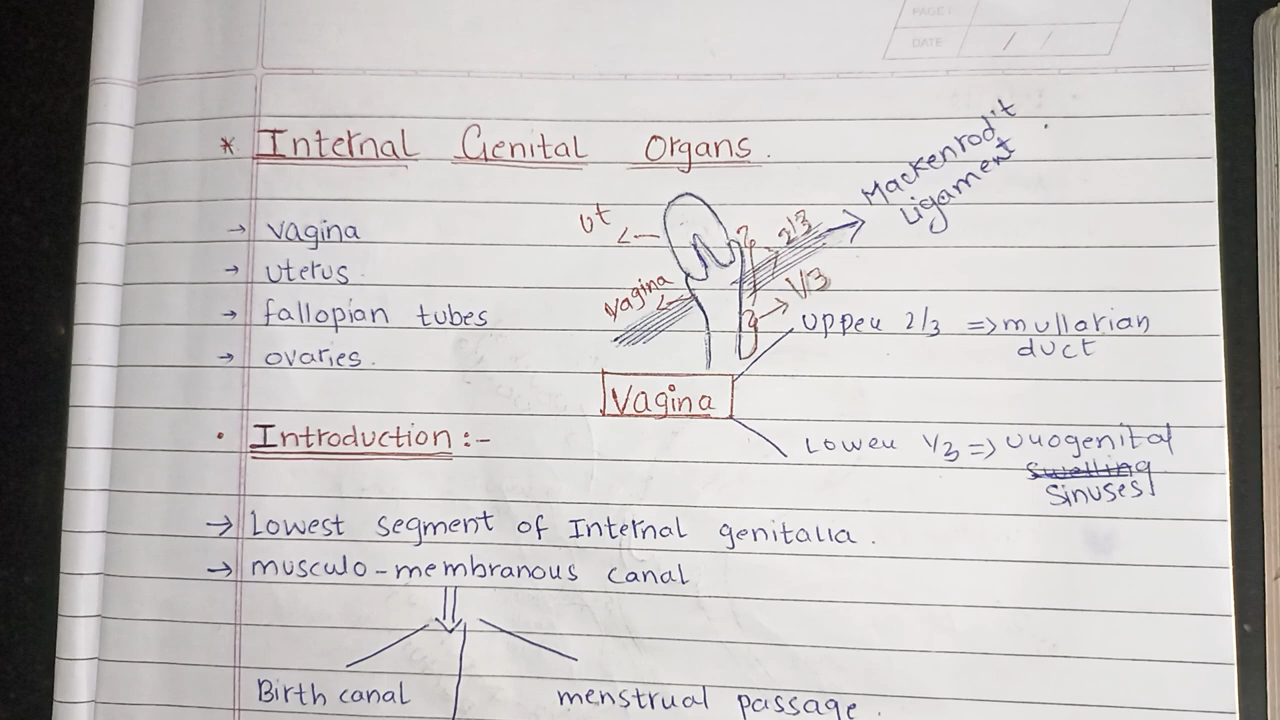 PAGE:
DATE / /
* Internal Genital Organs.
Mackenrod't
Ligament
→ vagina
→ uterus.
→ fallopian tubes
→ ovaries.
ut
2/3
vagina
1/3
Upper 2/3 => mullarian
duct
Vagina
• Introduction :-
Lower 1/3 => urogenital
swelling
sinuses
→ Lowest segment of Internal genitalia.
→ musculo-membranous canal
Birth canal
menstrual passage.